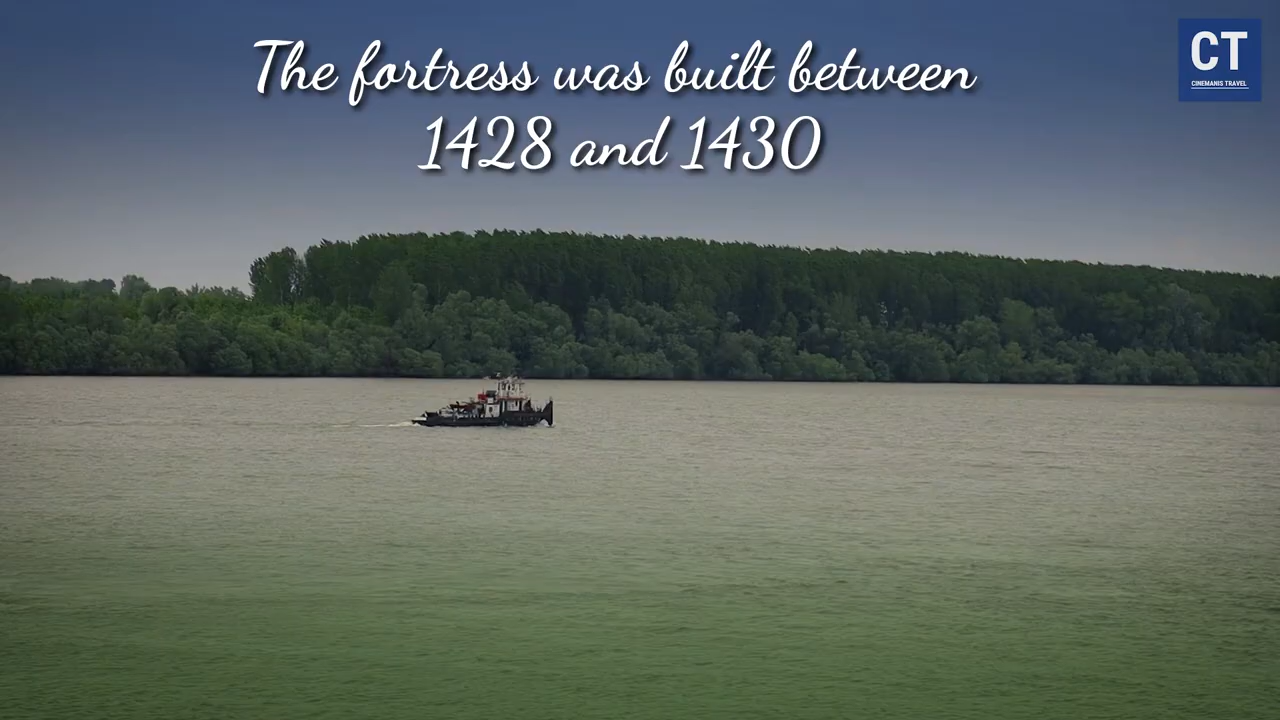 The fortress was built between
1428 and 1430
CT
CINEMANIS TRAVEL